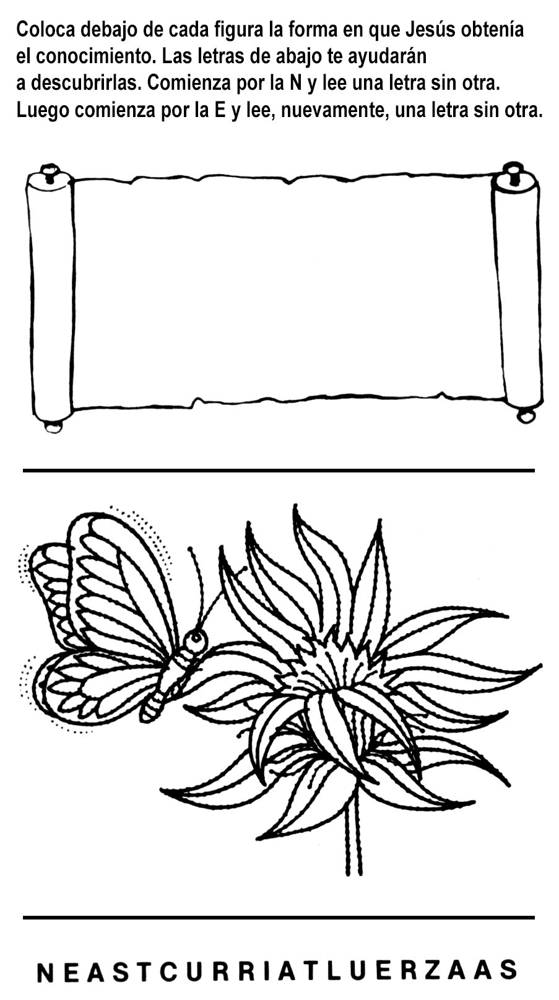 Coloca debajo de cada figura la forma en que Jesús obtenía
el conocimiento. Las letras de abajo te ayudarán
a descubrirlas. Comienza por la N y lee una letra sin otra.
Luego comienza por la E y lee, nuevamente, una letra sin otra.
NEASTCURRIATLUERZAAS